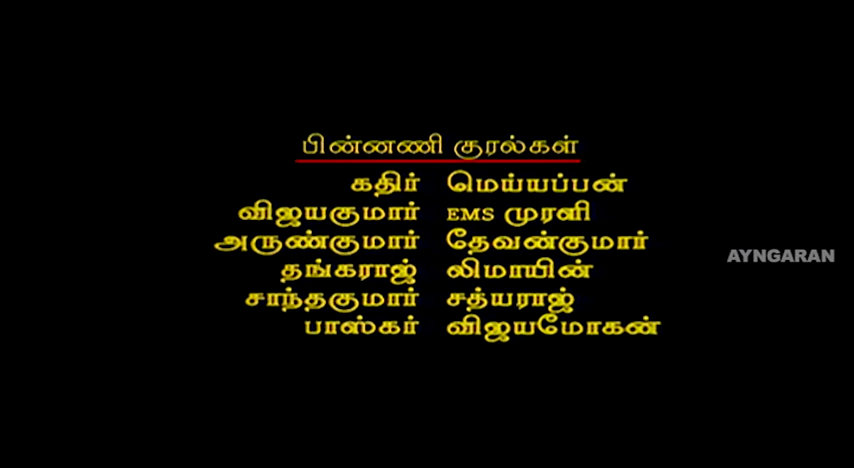 பின்னணி குரல்கள்
கதிர் மெய்யப்பன்
விஜயகுமார் EMS முரளி
அருண்குமார் தேவன்குமார்
தங்கராஜ் லிமாயின்
சாந்தகுமார் சத்யராஜ்
பாஸ்கர் விஜயமோகன்
AYNGARAN